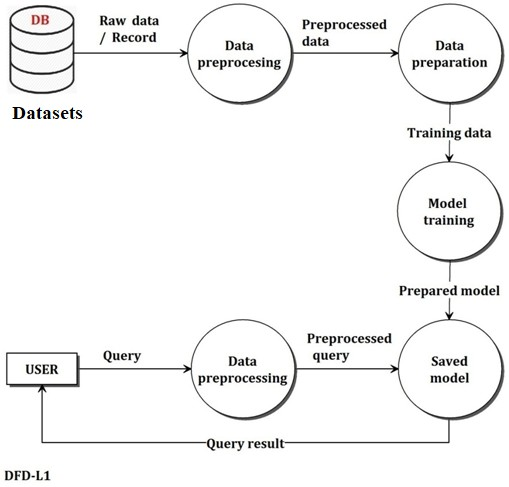 DB
Datasets
Raw data
/ Record
Data
preprocesing
Preprocessed
data
Data
preparation
Training data
Model
training
Prepared model
USER
Query
Data
preprocessing
Preprocessed
query
Saved
model
Query result
DFD-L1